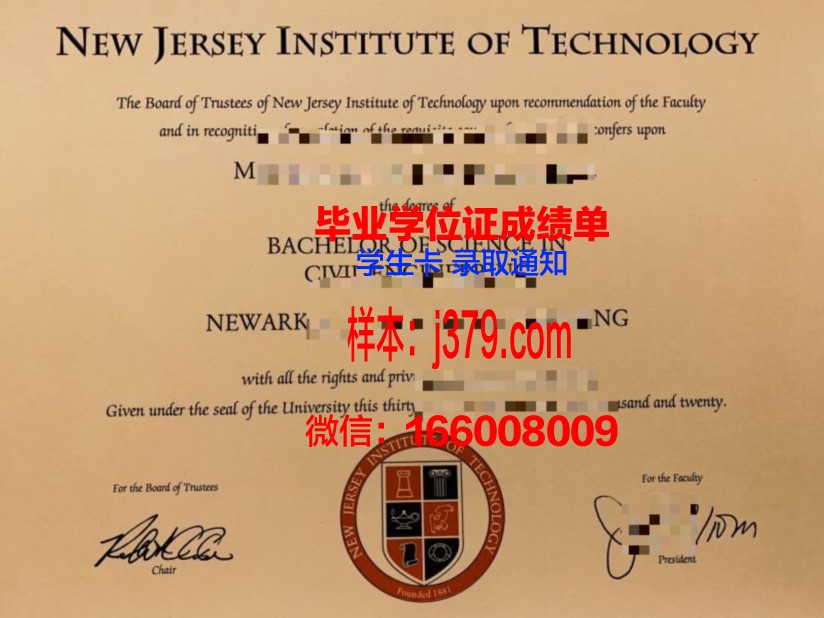 NEW JERSEY INSTITUTE OF TECHNOLOGY
The Board of Trustees of New Jersey Institute of Technology upon recommendation of the Faculty
and in confers upon
the degree of
毕业学位证成绩单
BACHELOR OF SCIENCE IN
学生卡 录取通知
CIVIL
NEWARK
样本：j379.com
with all the rights and
Given under the seal of the University this and twenty.
微信：166008009
For the Board of Trustees
For the Faculty
NEW JERSEY INSTITUTE OF TECHNOLOGY
Chair
President
Founded 1881